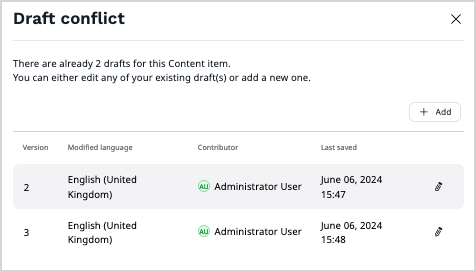 Draft conflict
There are already 2 drafts for this Content item.
You can either edit any of your existing draft(s) or add a new one.
+ Add
Version Modified language Contributor Last saved
2 English (United Kingdom) AU Administrator User June 06, 2024 15:47
3 English (United Kingdom) AU Administrator User June 06, 2024 15:48